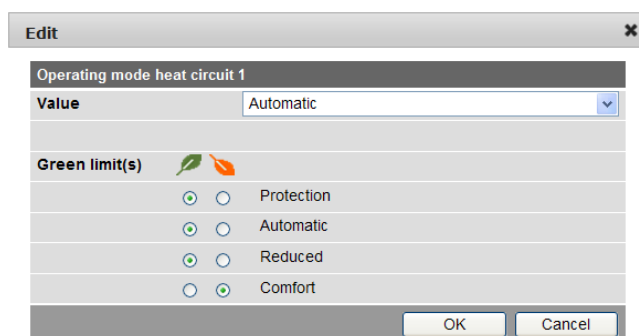 Edit
Operating mode heat circuit 1
Value Automatic
Green limit(s)
Protection
Automatic
Reduced
Comfort
OK Cancel